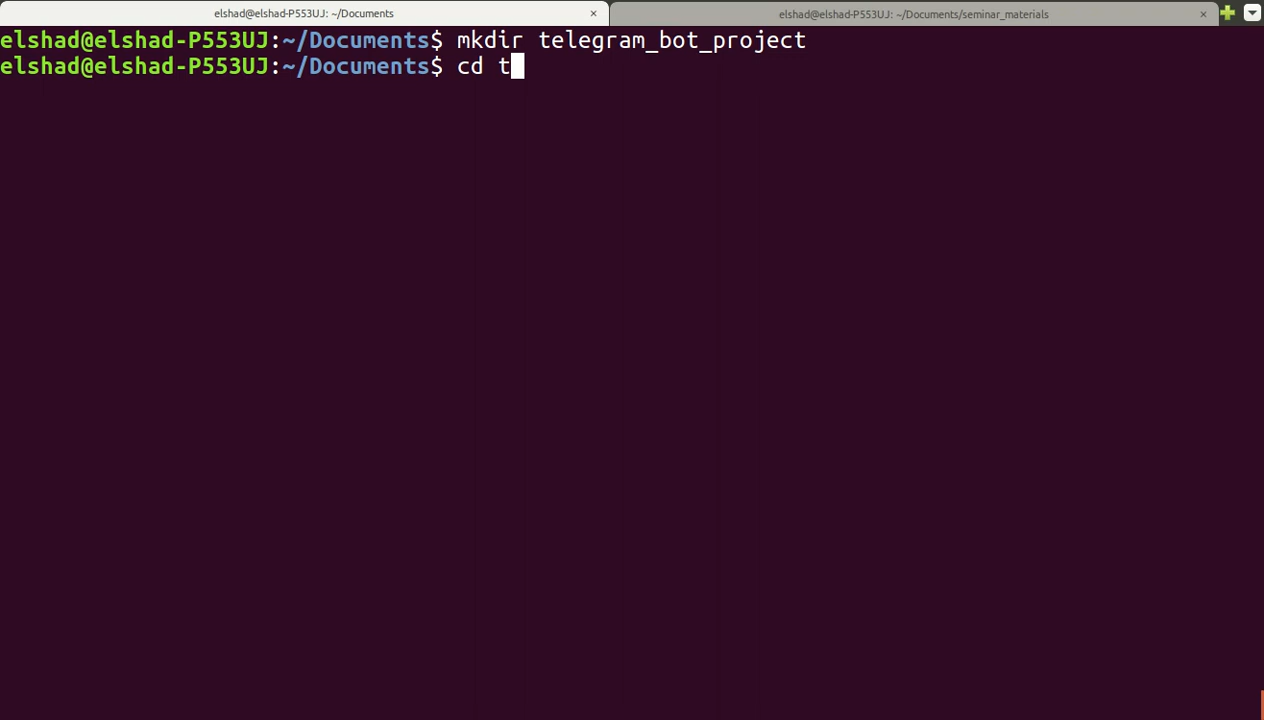 elshad@elshad-P553UJ: ~/Documents × elshad@elshad-P553UJ: ~/Documents/seminar_materials ×
elshad@elshad-P553UJ:~/Documents$ mkdir telegram_bot_project
elshad@elshad-P553UJ:~/Documents$ cd t